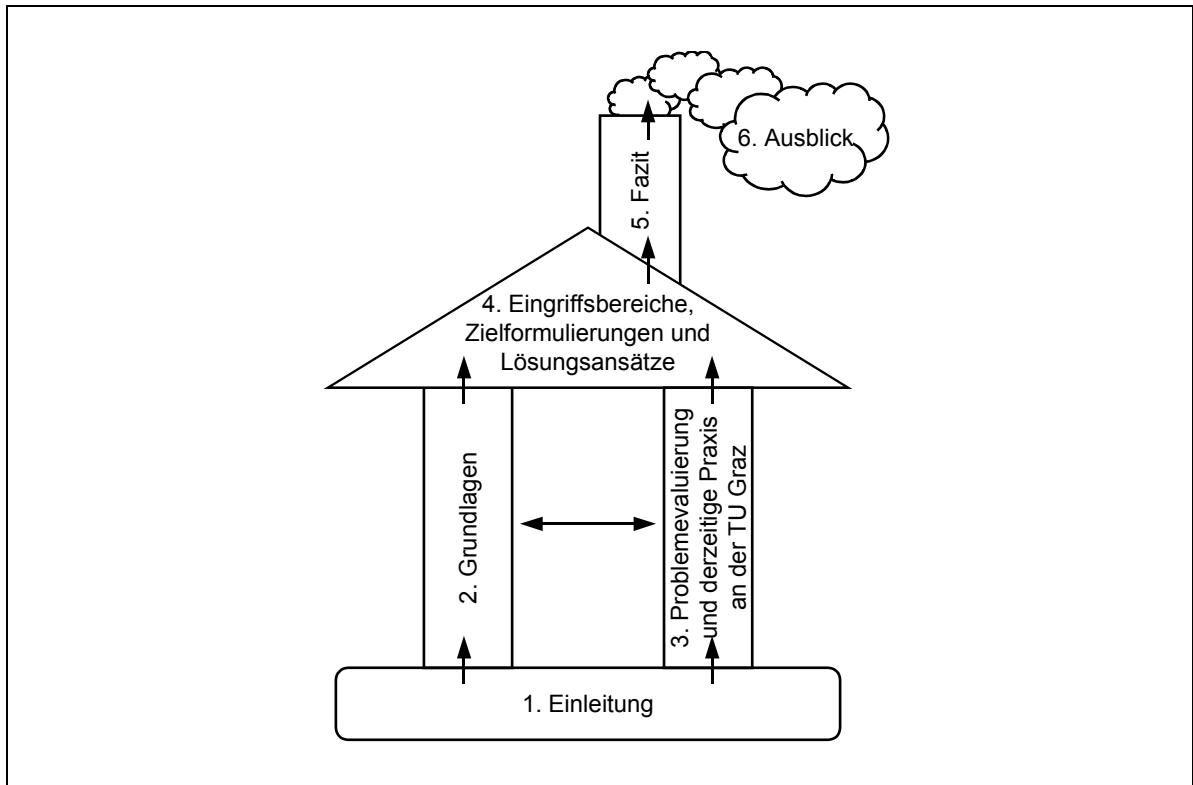 6. Ausblick
5. Fazit
4. Eingriffsbereiche,
Zielformulierungen und
Lösungsansätze
2. Grundlagen
3. Problemevaluierung
und derzeitige Praxis
an der TU Graz
1. Einleitung